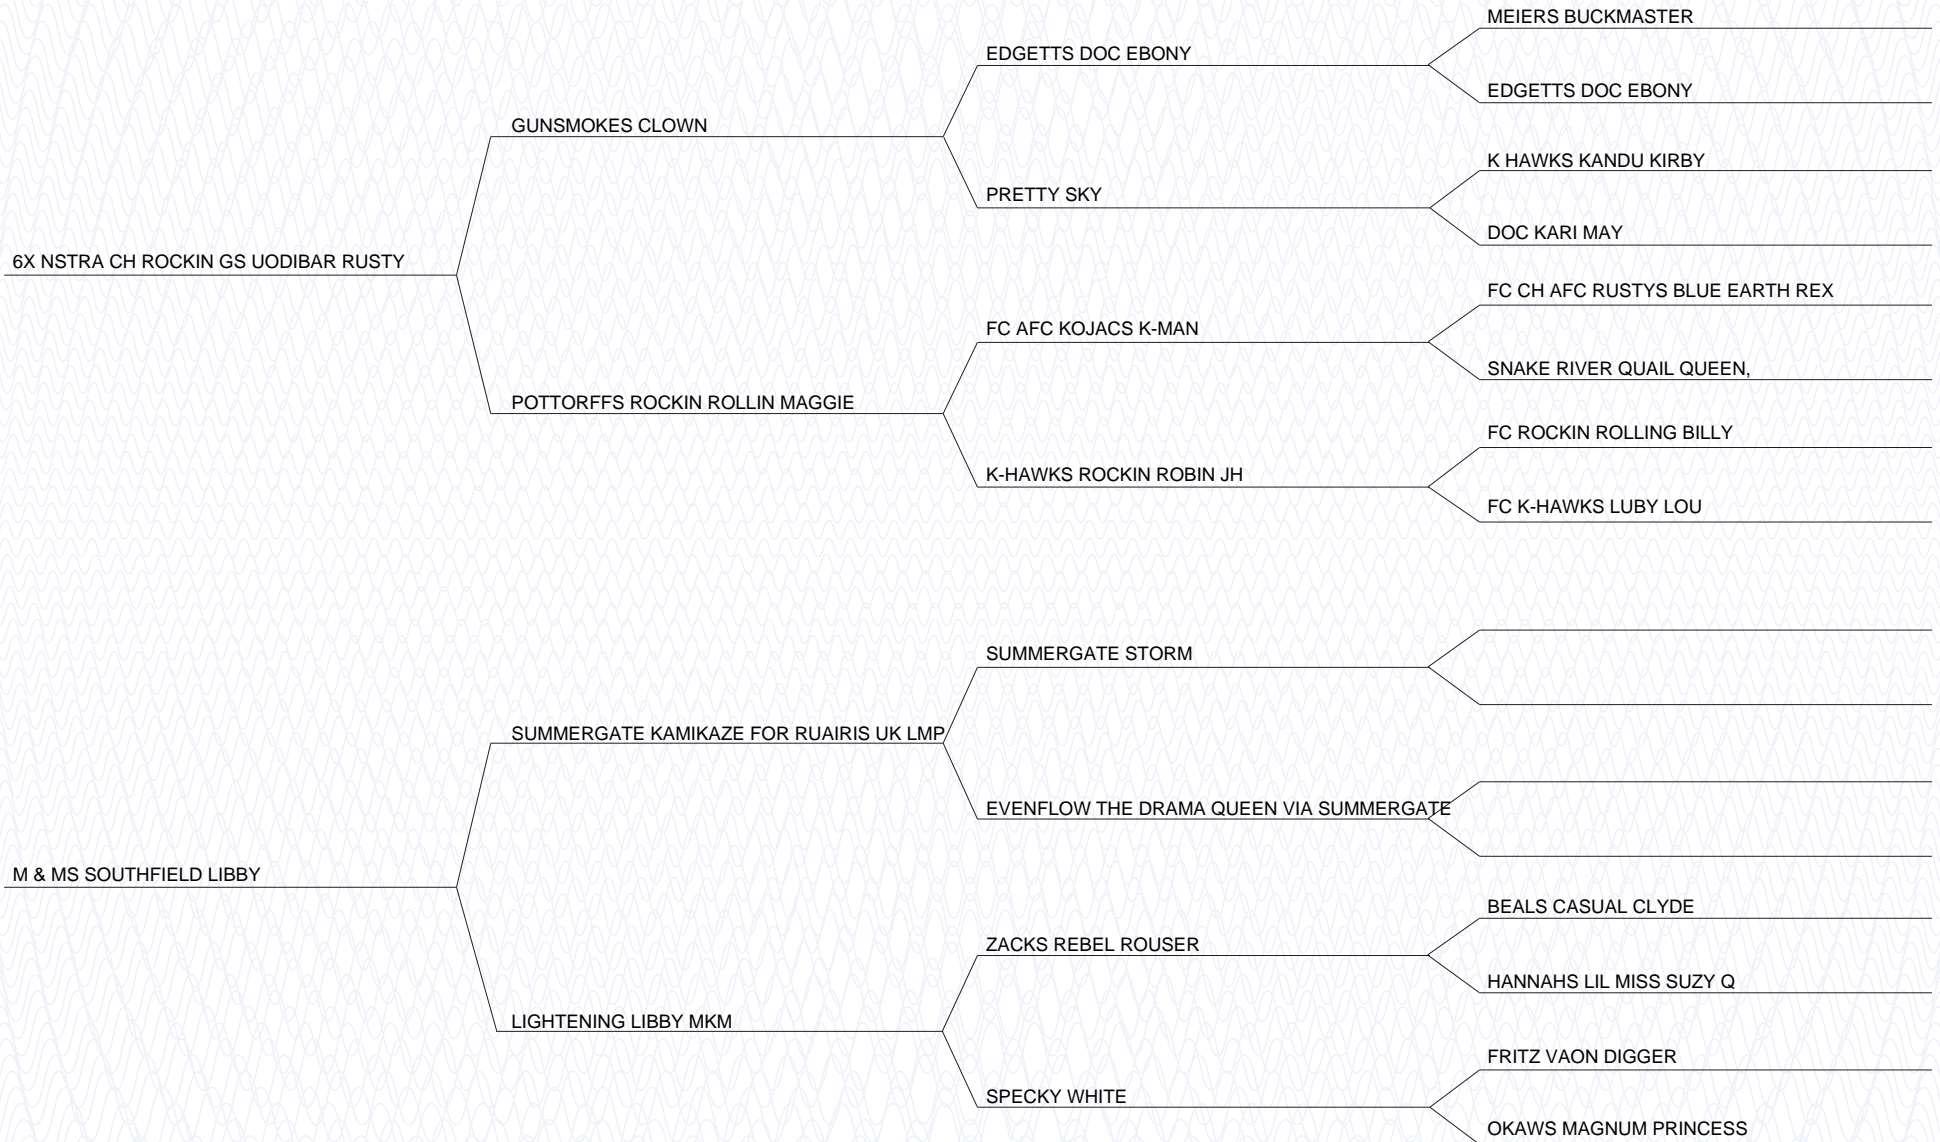 MEIERS BUCKMASTER
EDGETTS DOC EBONY
EDGETTS DOC EBONY
GUNSMOKES CLOWN
K HAWKS KANDU KIRBY
PRETTY SKY
DOC KARI MAY
6X NSTRA CH ROCKIN GS UODIBAR RUSTY
FC CH AFC RUSTYS BLUE EARTH REX
FC AFC KOJACS K-MAN
SNAKE RIVER QUAIL QUEEN,
POTTORFFS ROCKIN ROLLIN MAGGIE
FC ROCKIN ROLLING BILLY
K-HAWKS ROCKIN ROBIN JH
FC K-HAWKS LUBY LOU
SUMMERGATE STORM
SUMMERGATE KAMIKAZE FOR RUAIRIS UK LMP
EVENFLOW THE DRAMA QUEEN VIA SUMMERGATE
M & MS SOUTHFIELD LIBBY
BEALS CASUAL CLYDE
ZACKS REBEL ROUSER
HANNAHS LIL MISS SUZY Q
LIGHTENING LIBBY MKM
FRITZ VAON DIGGER
SPECKY WHITE
OKAWS MAGNUM PRINCESS